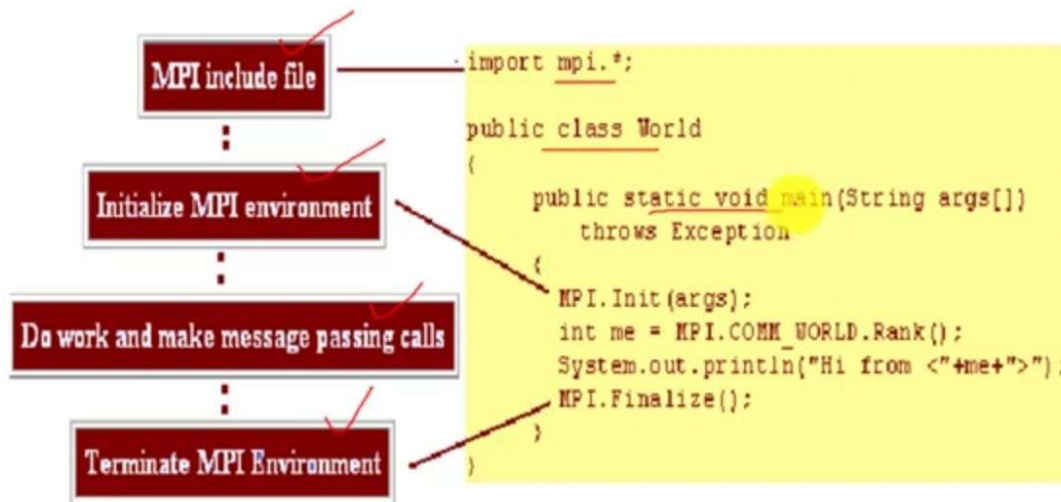 MPI include file
Initialize MPI environment
Do work and make message passing calls
Terminate MPI Environment
import mpi.*;
public class World
{
public static void main(String args[])
throws Exception
{
MPI.Init(args);
int me = MPI.COMM_WORLD.Rank();
System.out.println("Hi from <"+me+">");
MPI.Finalize();
}
}